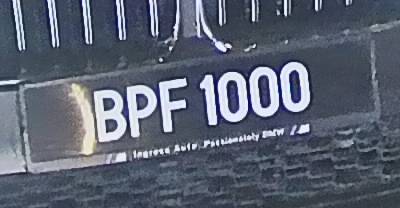 BPF 1000
Ingress Auto. Passionately BMW